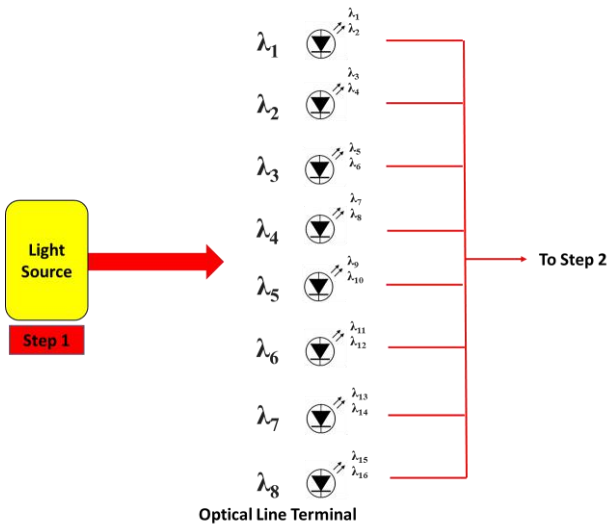 λ1
λ1
λ2
λ2
λ3
λ4
λ3
λ5
λ6
λ4
λ7
λ8
Light
Source
Step 1
To Step 2
λ5
λ9
λ10
λ6
λ11
λ12
λ7
λ13
λ14
λ8
λ15
λ16
Optical Line Terminal